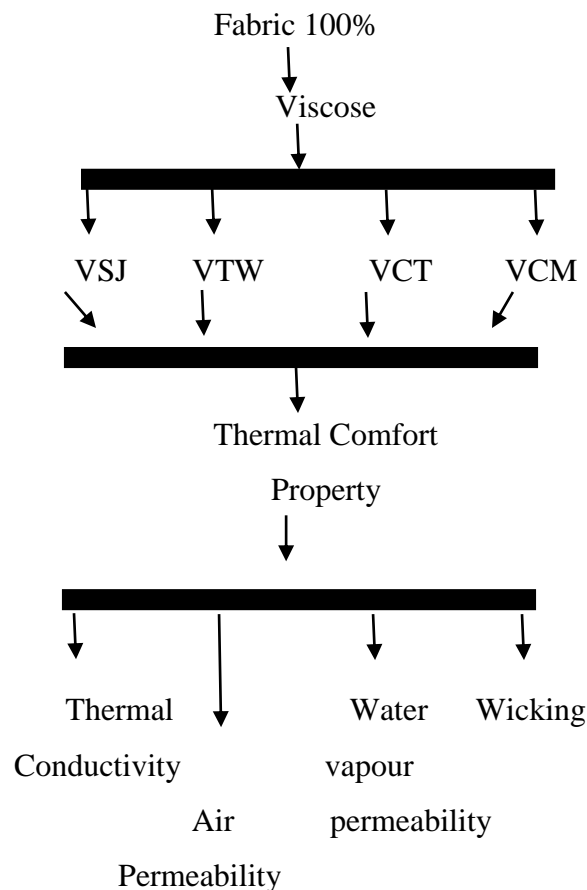 Fabric 100%
Viscose
VSJ VTW VCT VCM
Thermal Comfort
Property
Thermal Water Wicking
Conductivity vapour
Air permeability
Permeability